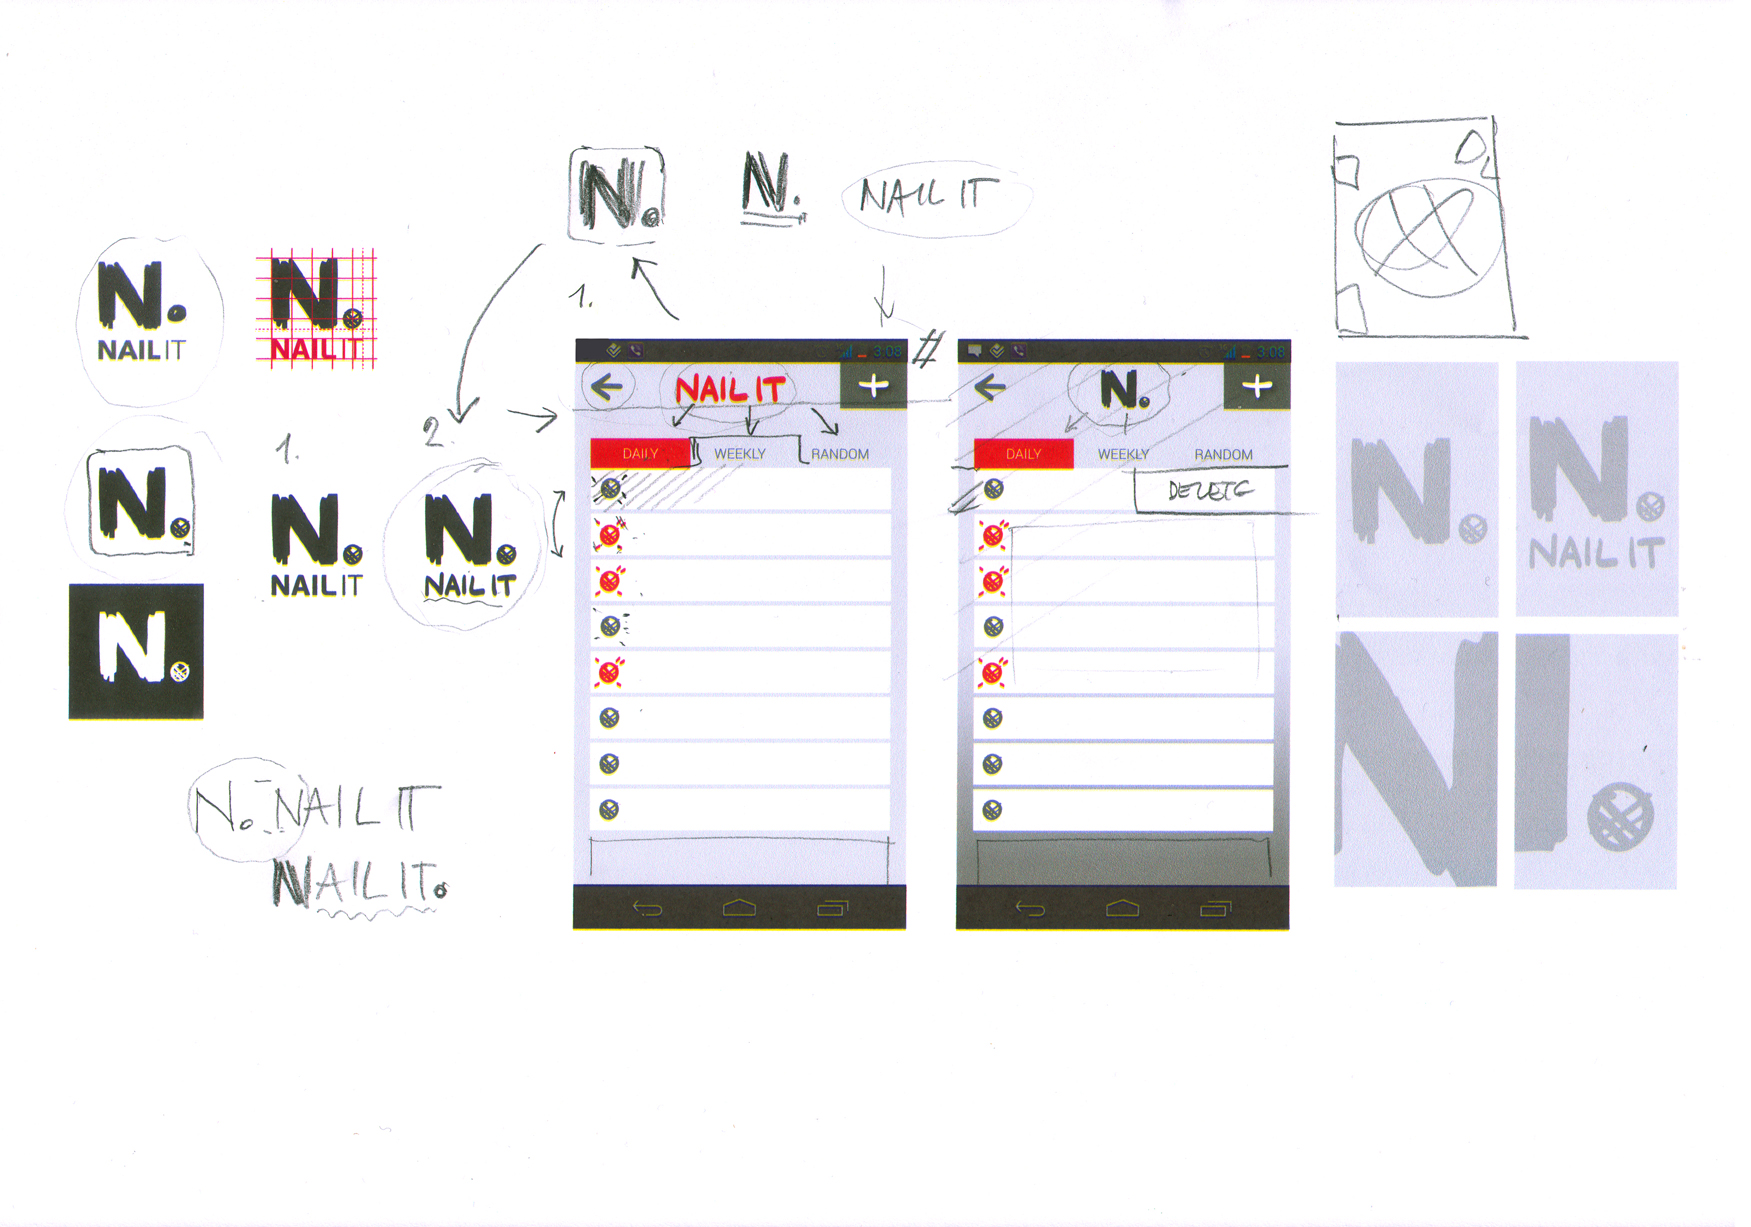 N.
N.
NAIL IT
1.
N.
NAIL IT
N.
NAIL IT
#
3:08
NAIL IT
+
DAILY
WEEKLY
RANDOM
3:08
N.
+
DAILY
WEEKLY
RANDOM
DELETE
N.
1.
2.
N.
NAIL IT
N.
NAIL IT
N.
N.
N.
NAIL IT
N.
N. NAIL IT
NAIL IT.
N.